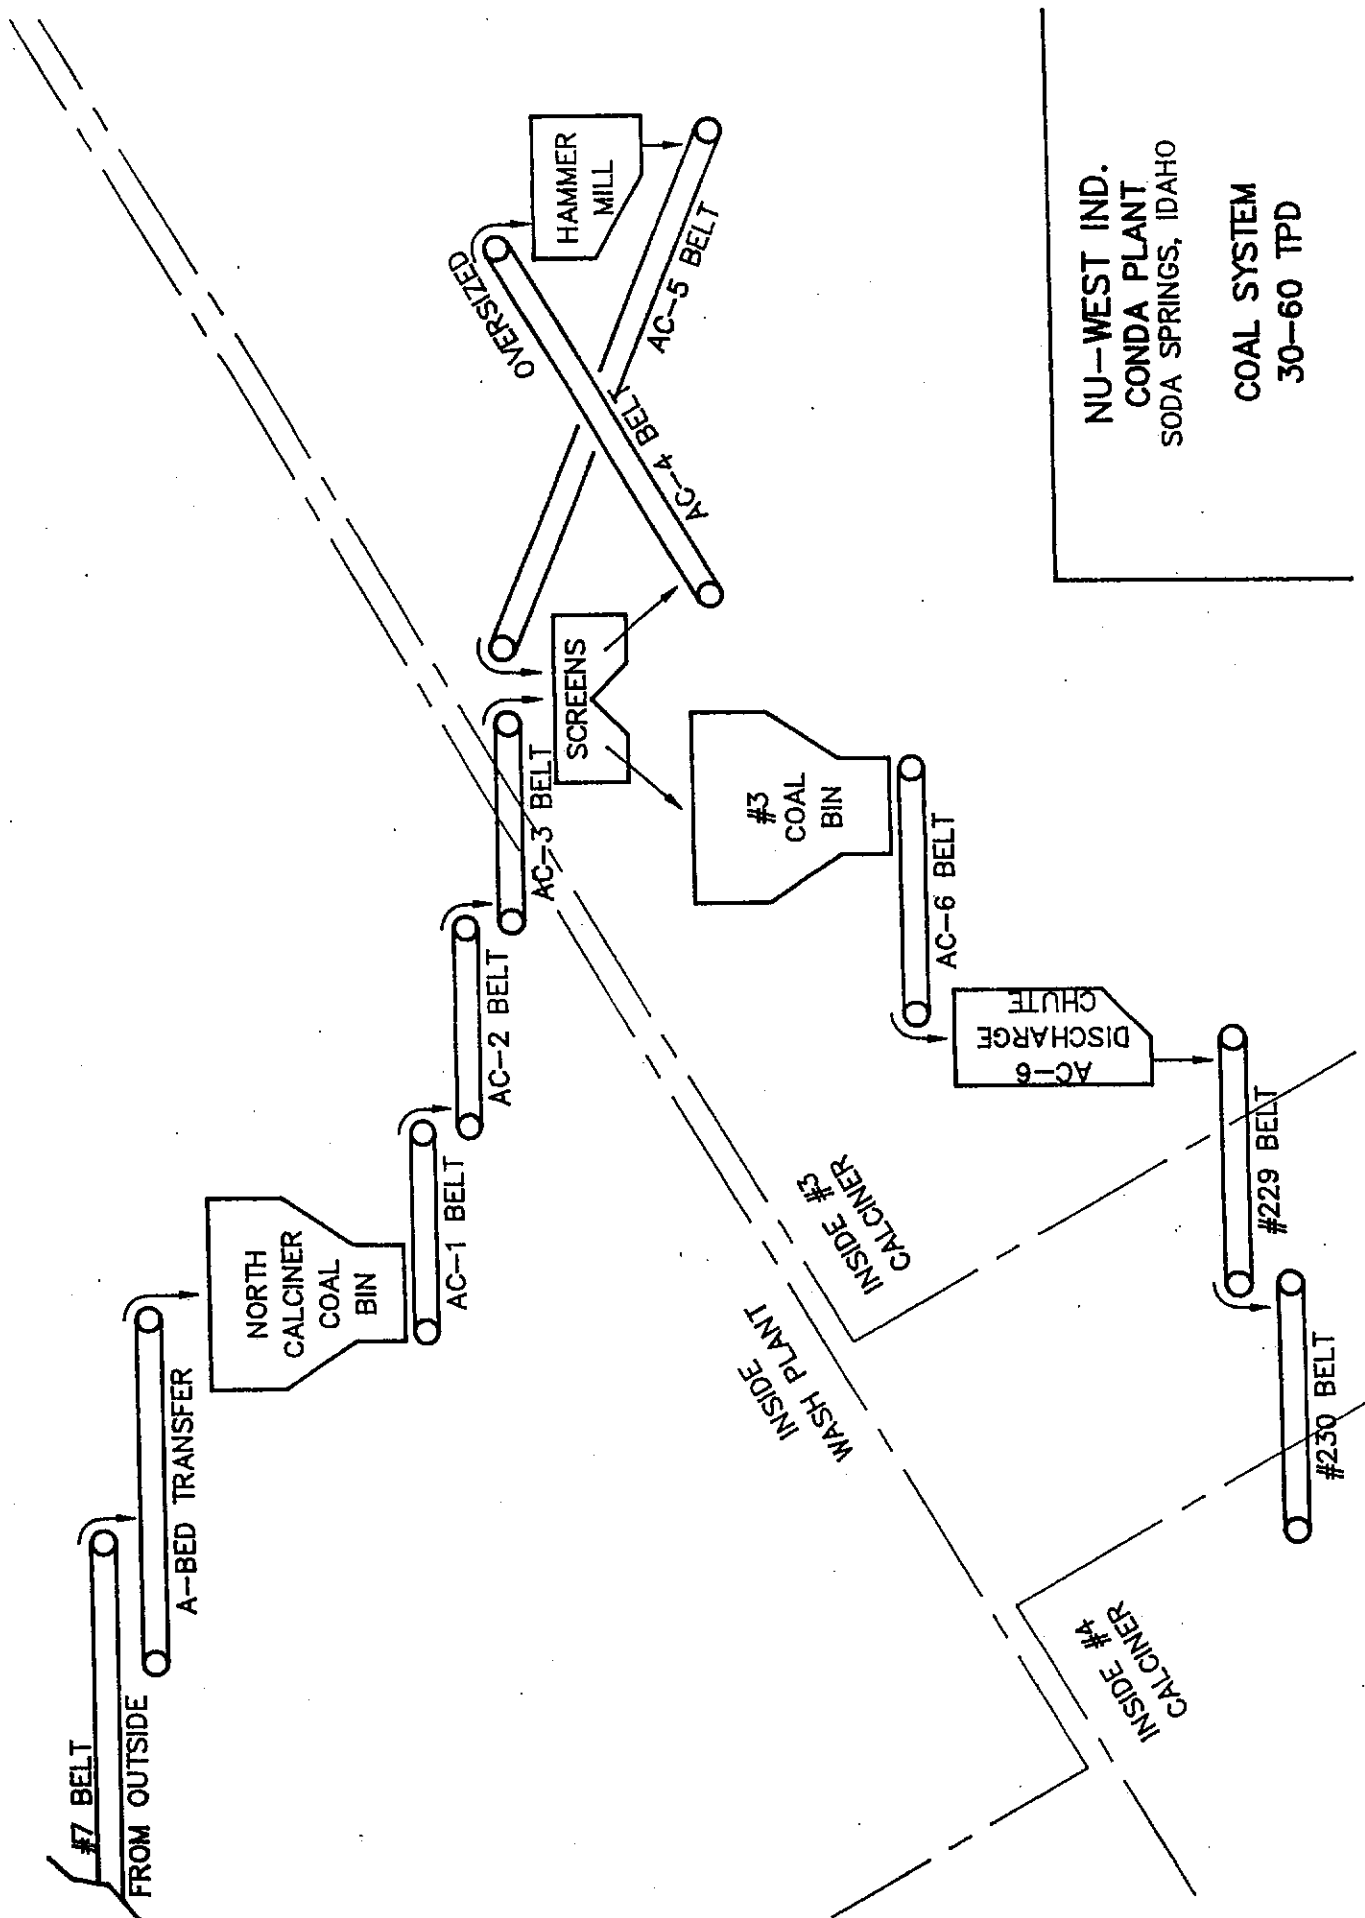 #7 BELT
FROM OUTSIDE
A-BED TRANSFER
NORTH
CALCINER
COAL
BIN
AC-1 BELT
AC-2 BELT
AC-3 BELT
SCREENS
OVERSIZED
AC-4 BELT
AC-5 BELT
HAMMER
MILL
#3
COAL
BIN
AC-6 BELT
AC-6
DISCHARGE
CHUTE
#229 BELT
#230 BELT
INSIDE
WASH PLANT
INSIDE #3
CALCINER
INSIDE #4
CALCINER
NU-WEST IND.
CONDA PLANT
SODA SPRINGS, IDAHO
COAL SYSTEM
30-60 TPD